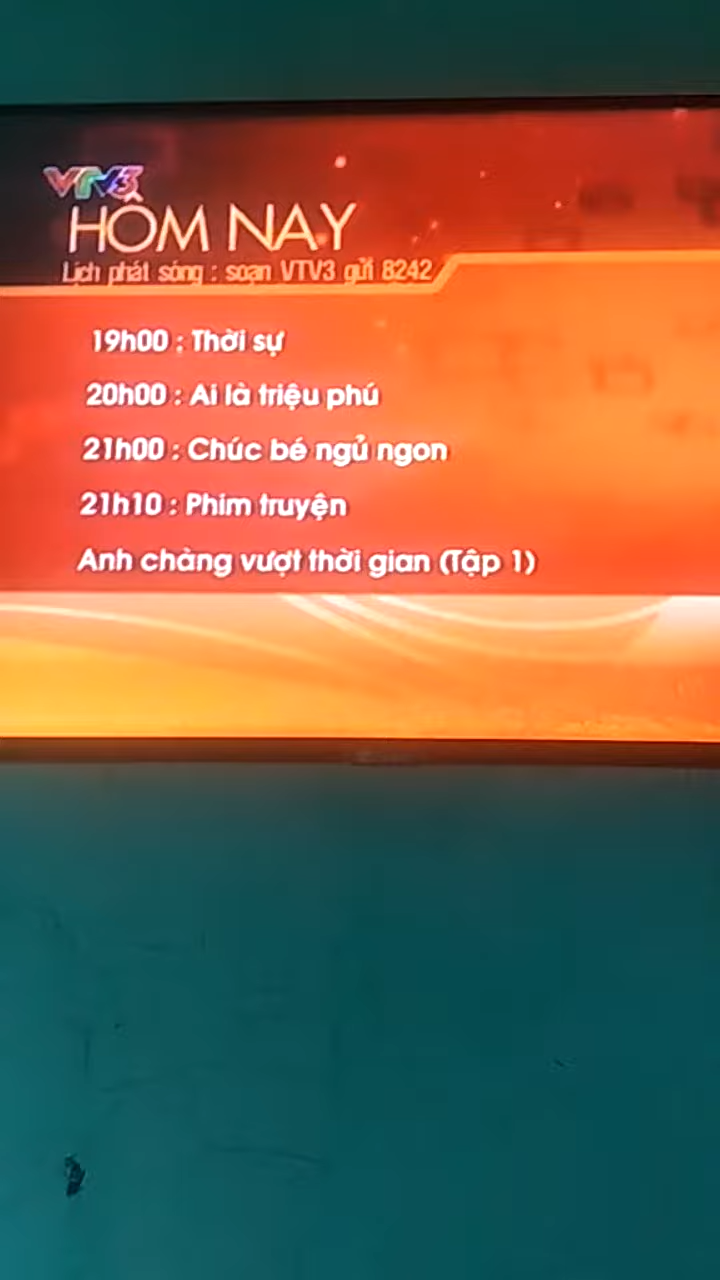 VTV3
HÔM NAY
Lịch phát sóng : soạn VTV3 gửi 8242
19h00 : Thời sự
20h00 : Ai là triệu phú
21h00 : Chúc bé ngủ ngon
21h10 : Phim truyện
Anh chàng vượt thời gian (Tập 1)